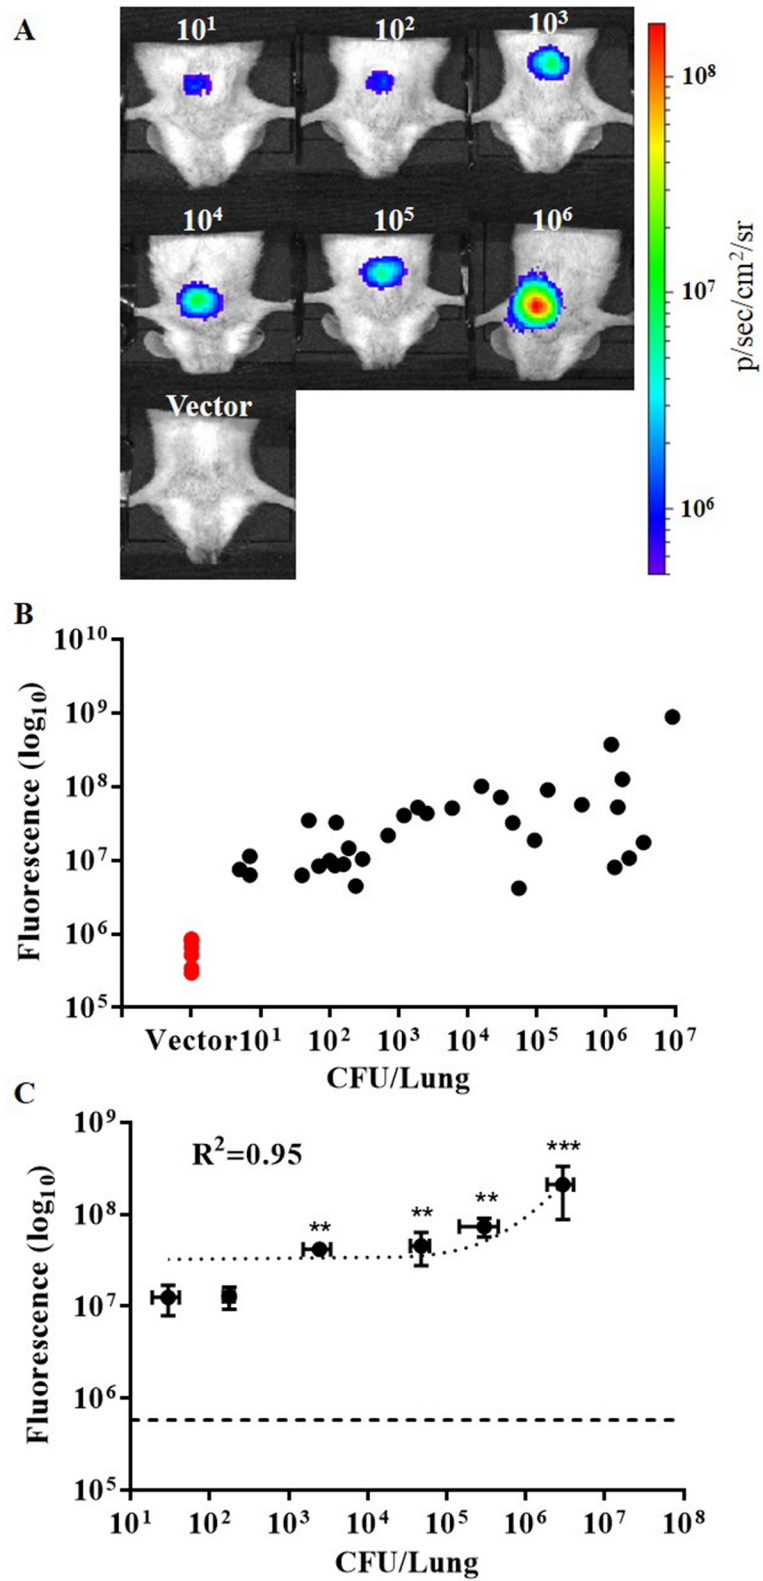 A
10¹ 10² 10³
10⁴ 10⁵ 10⁶
Vector
10⁸
10⁷
10⁶
p/sec/cm²/sr
B
Fluorescence (log₁₀)
10¹⁰
10⁹
10⁸
10⁷
10⁶
10⁵
Vector 10¹ 10² 10³ 10⁴ 10⁵ 10⁶ 10⁷
CFU/Lung
C
Fluorescence (log₁₀)
R²=0.95
** ** ** ***
10⁹
10⁸
10⁷
10⁶
10⁵
10¹ 10² 10³ 10⁴ 10⁵ 10⁶ 10⁷ 10⁸
CFU/Lung